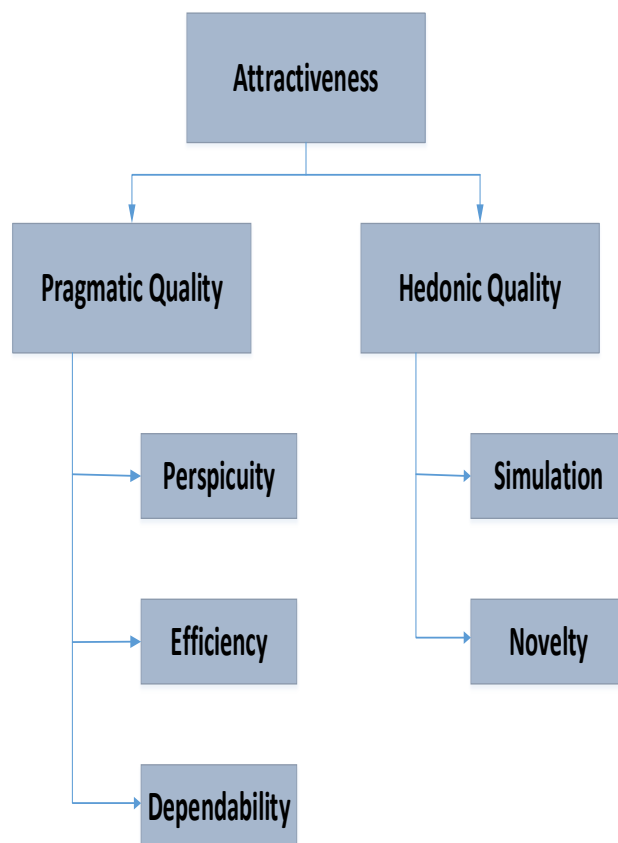 Attractiveness
Pragmatic Quality
Hedonic Quality
Perspicuity
Simulation
Efficiency
Novelty
Dependability